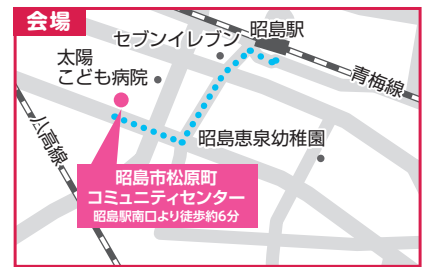 会場
セブンイレブン
昭島駅
太陽
こども病院
青梅線
八高線
昭島恵泉幼稚園
昭島市松原町
コミュニティセンター
昭島駅南口より徒歩約6分